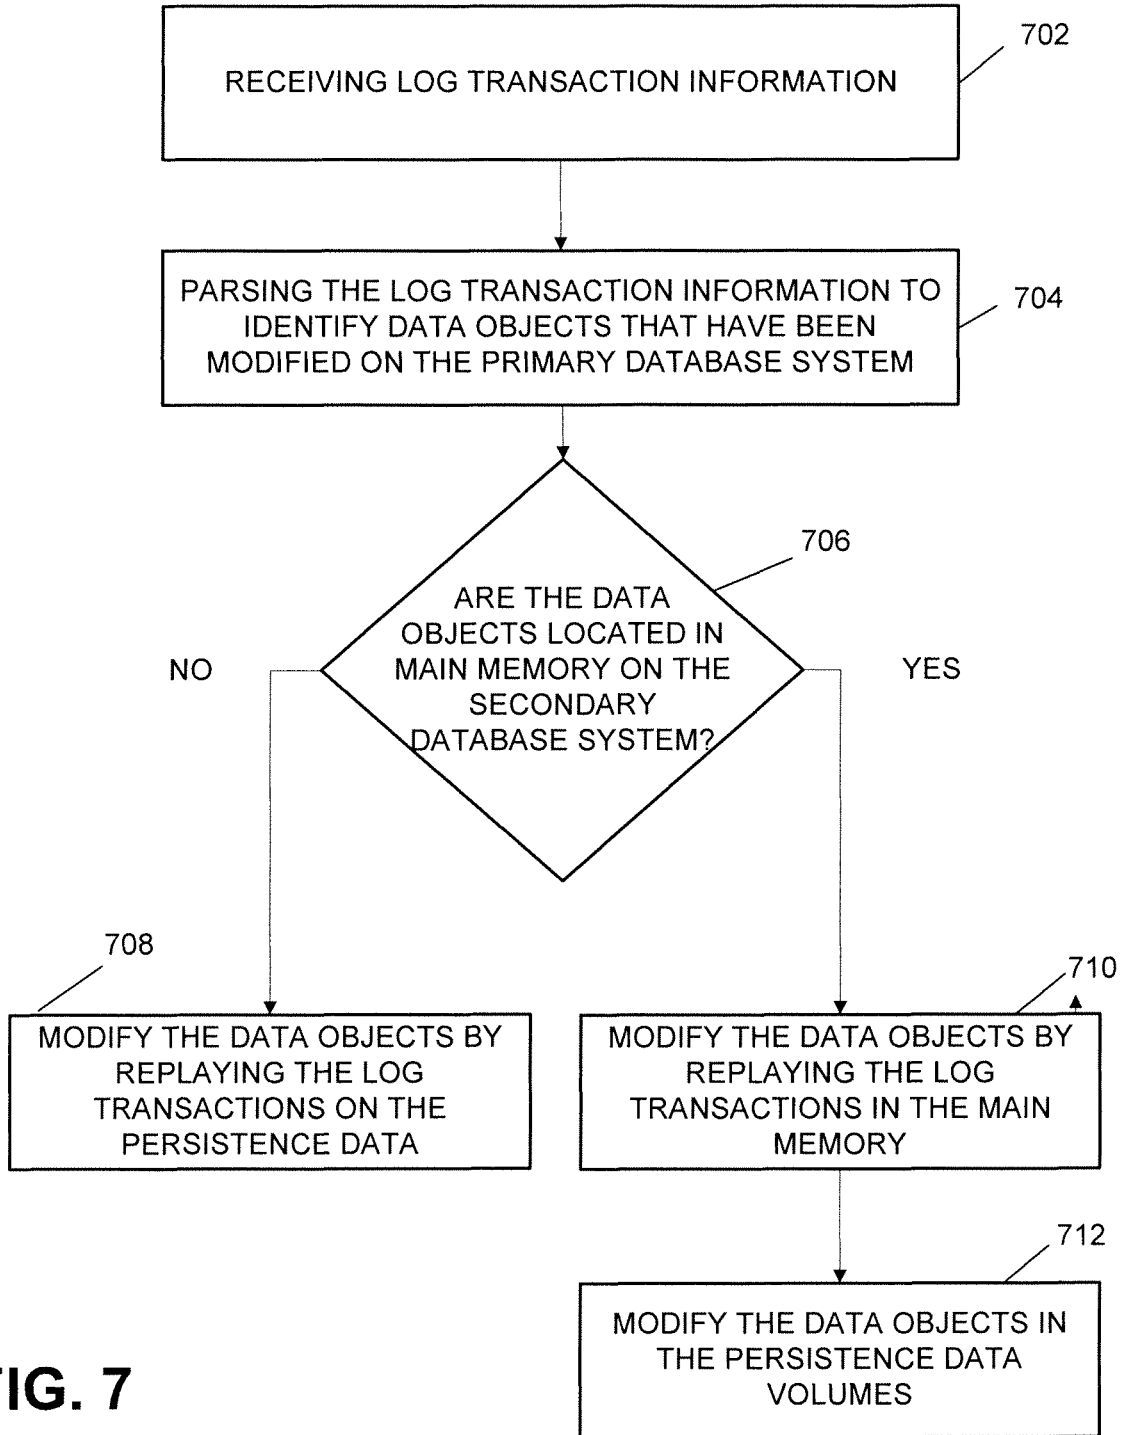 702
RECEIVING LOG TRANSACTION INFORMATION
PARSING THE LOG TRANSACTION INFORMATION TO
IDENTIFY DATA OBJECTS THAT HAVE BEEN
MODIFIED ON THE PRIMARY DATABASE SYSTEM
704
706
ARE THE DATA
OBJECTS LOCATED IN
MAIN MEMORY ON THE
SECONDARY
DATABASE SYSTEM?
NO
YES
708
MODIFY THE DATA OBJECTS BY
REPLAYING THE LOG
TRANSACTIONS ON THE
PERSISTENCE DATA
710
MODIFY THE DATA OBJECTS BY
REPLAYING THE LOG
TRANSACTIONS IN THE MAIN
MEMORY
712
MODIFY THE DATA OBJECTS IN
THE PERSISTENCE DATA
VOLUMES
FIG. 7